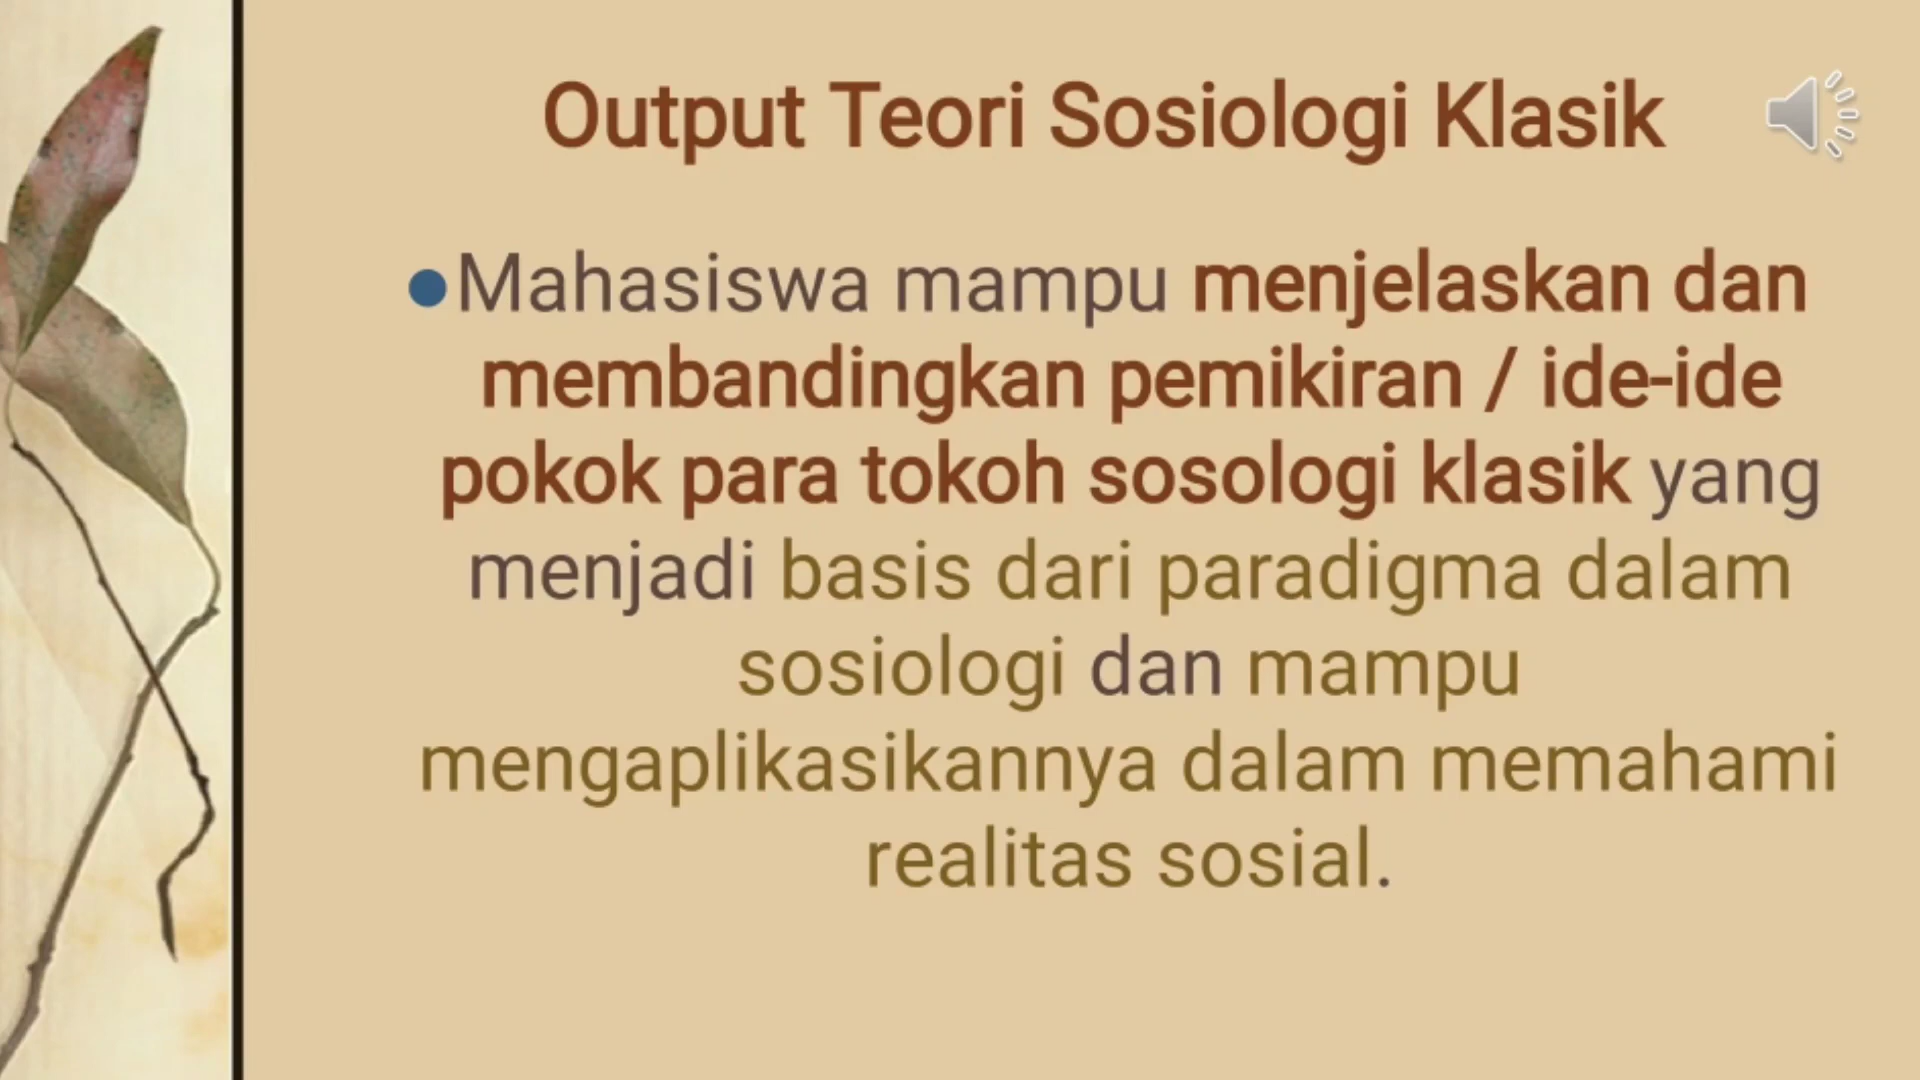 Output Teori Sosiologi Klasik
●Mahasiswa mampu menjelaskan dan
membandingkan pemikiran / ide-ide
pokok para tokoh sosologi klasik yang
menjadi basis dari paradigma dalam
sosiologi dan mampu
mengaplikasikannya dalam memahami
realitas sosial.